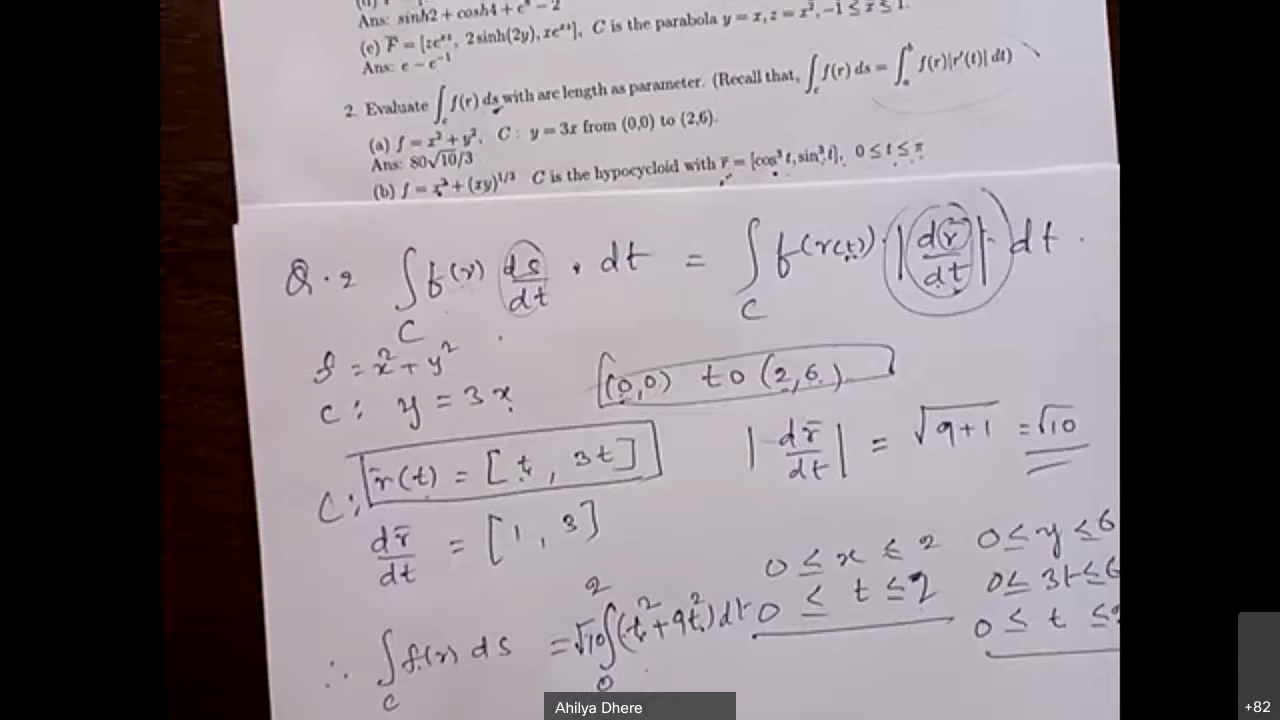 Ans: sinh2 + cosh4 + e⁸ − 2
(e) F̅ = [ze^{xz}, 2 sinh(2y), xe^{xz}], C is the parabola y = x, z = x², −1 ≤ x ≤ 1.
Ans: e − e⁻¹
2. Evaluate ∫_c f(r) ds with arc length as parameter. (Recall that, ∫_c f(r) ds = ∫_a^b f(r)|r'(t)| dt)
(a) f = x² + y², C : y = 3x from (0,0) to (2,6).
Ans: 80√10/3
(b) f = x² + (xy)^{1/3} C is the hypocycloid with r̅ = [cos³ t, sin³ t], 0 ≤ t ≤ π
Q.2 ∫_C f(r) ds/dt . dt = ∫_C f(r(t)) . |dr̅/dt| . dt .
f = x² + y²
C : y = 3x (0,0) to (2,6)
C: r̅(t) = [t, 3t] |dr̅/dt| = √9+1 = √10
dr̅/dt = [1, 3]
0 ≤ x ≤ 2 0 ≤ y ≤ 6
0 ≤ t ≤ 2 0 ≤ 3t ≤ 6
0 ≤ t ≤ 2
∴ ∫_C f(r) ds = √10 ∫_0^2 (t² + 9t²) dt
Ahilya Dhere
+82